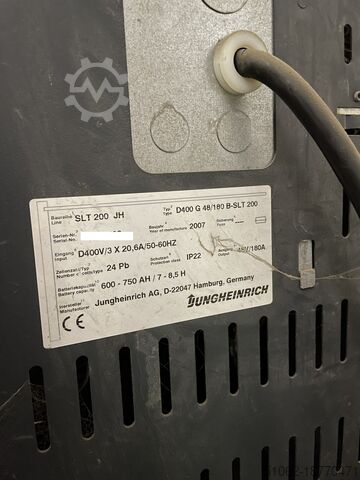 Baureihe Line SLT 200 JH Typ Type D400 G 48/180 B-SLT 200
Serien-Nr. Serial-No. Baujahr Year of manufacture 2007 Sicherung Fuse ----
Eingang Input D400V/3 X 20,6A/50-60HZ Output 48V/180A
Zellenzahl/Typ Number of cells/type 24 Pb Schutzart Protection class IP22
Batteriekapazität Battery capacity 600 - 750 AH / 7 - 8,5 H
Hersteller Manufacturer Jungheinrich AG, D-22047 Hamburg, Germany
CE JUNGHEINRICH